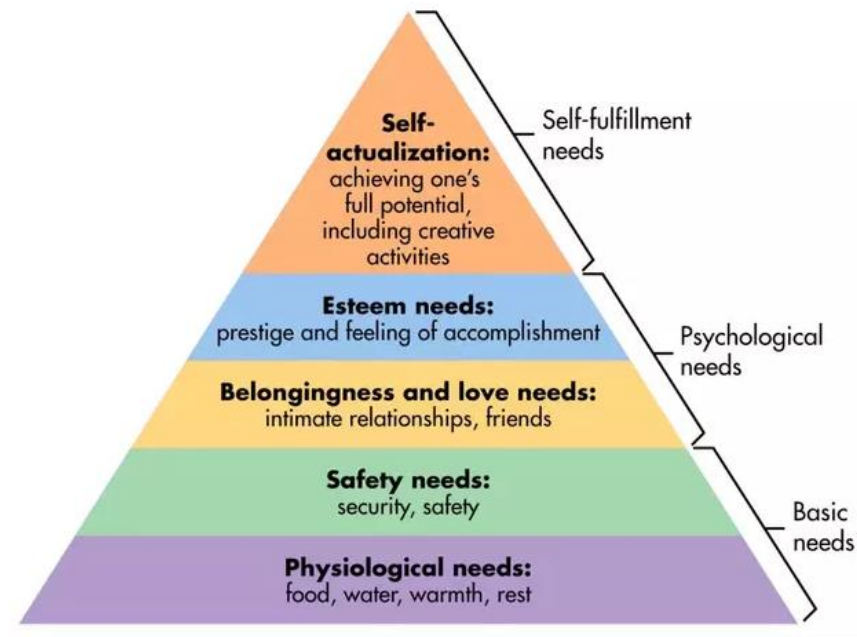 Self-
actualization:
achieving one's
full potential,
including creative
activities
Self-fulfillment
needs
Esteem needs:
prestige and feeling of accomplishment
Belongingness and love needs:
intimate relationships, friends
Psychological
needs
Safety needs:
security, safety
Physiological needs:
food, water, warmth, rest
Basic
needs